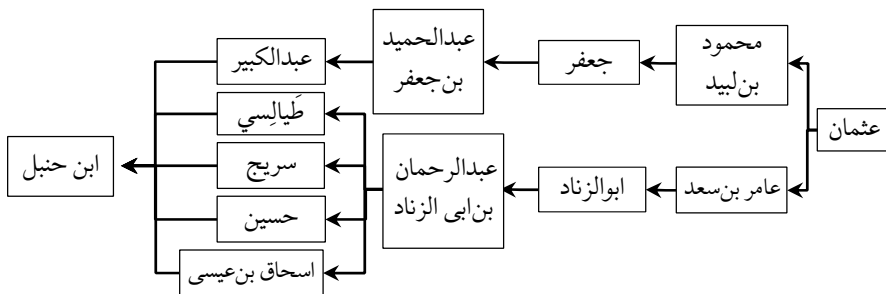 عثمان
محمود
بن‌لبید
جعفر
عبدالحمید
بن‌جعفر
عبدالکبیر
عامر بن‌سعد
ابوالزناد
عبدالرحمان
بن‌ابی الزناد
طَیالِسي
سریج
حسین
اسحاق بن‌عیسی
ابن حنبل